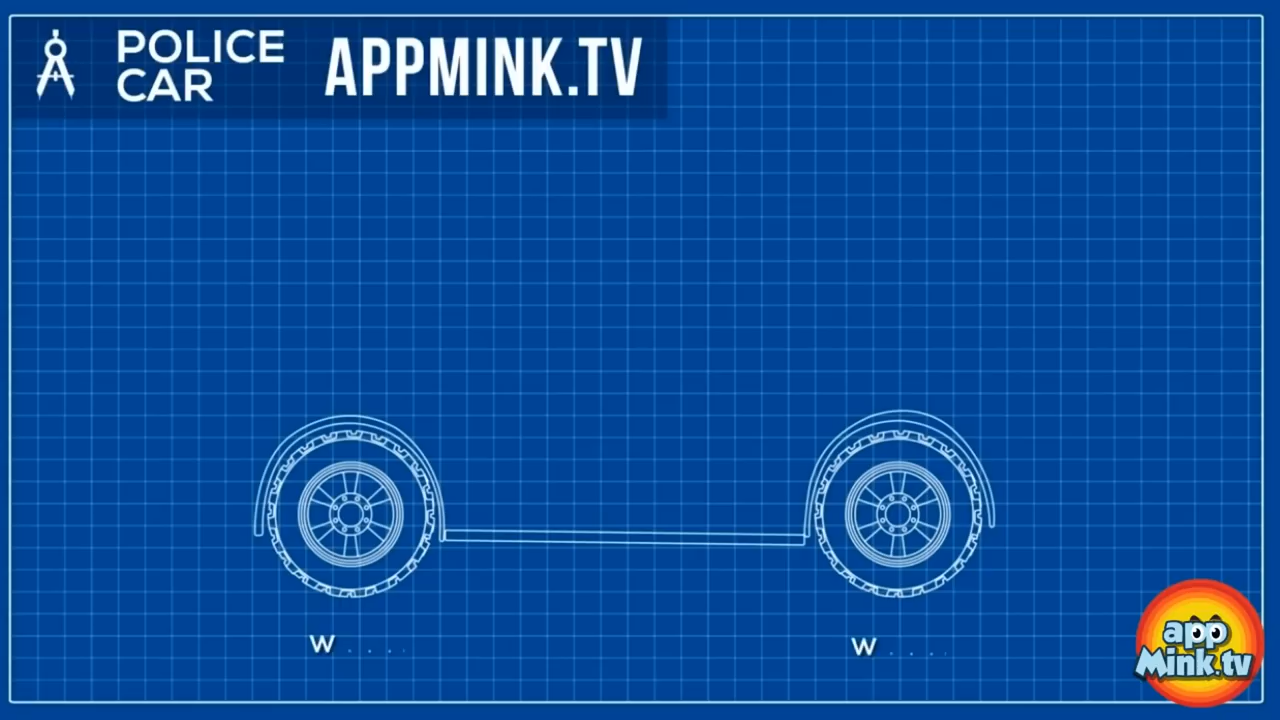 POLICE
CAR
APPMINK.TV
W . . . .
W . . . .
app
Mink.tv